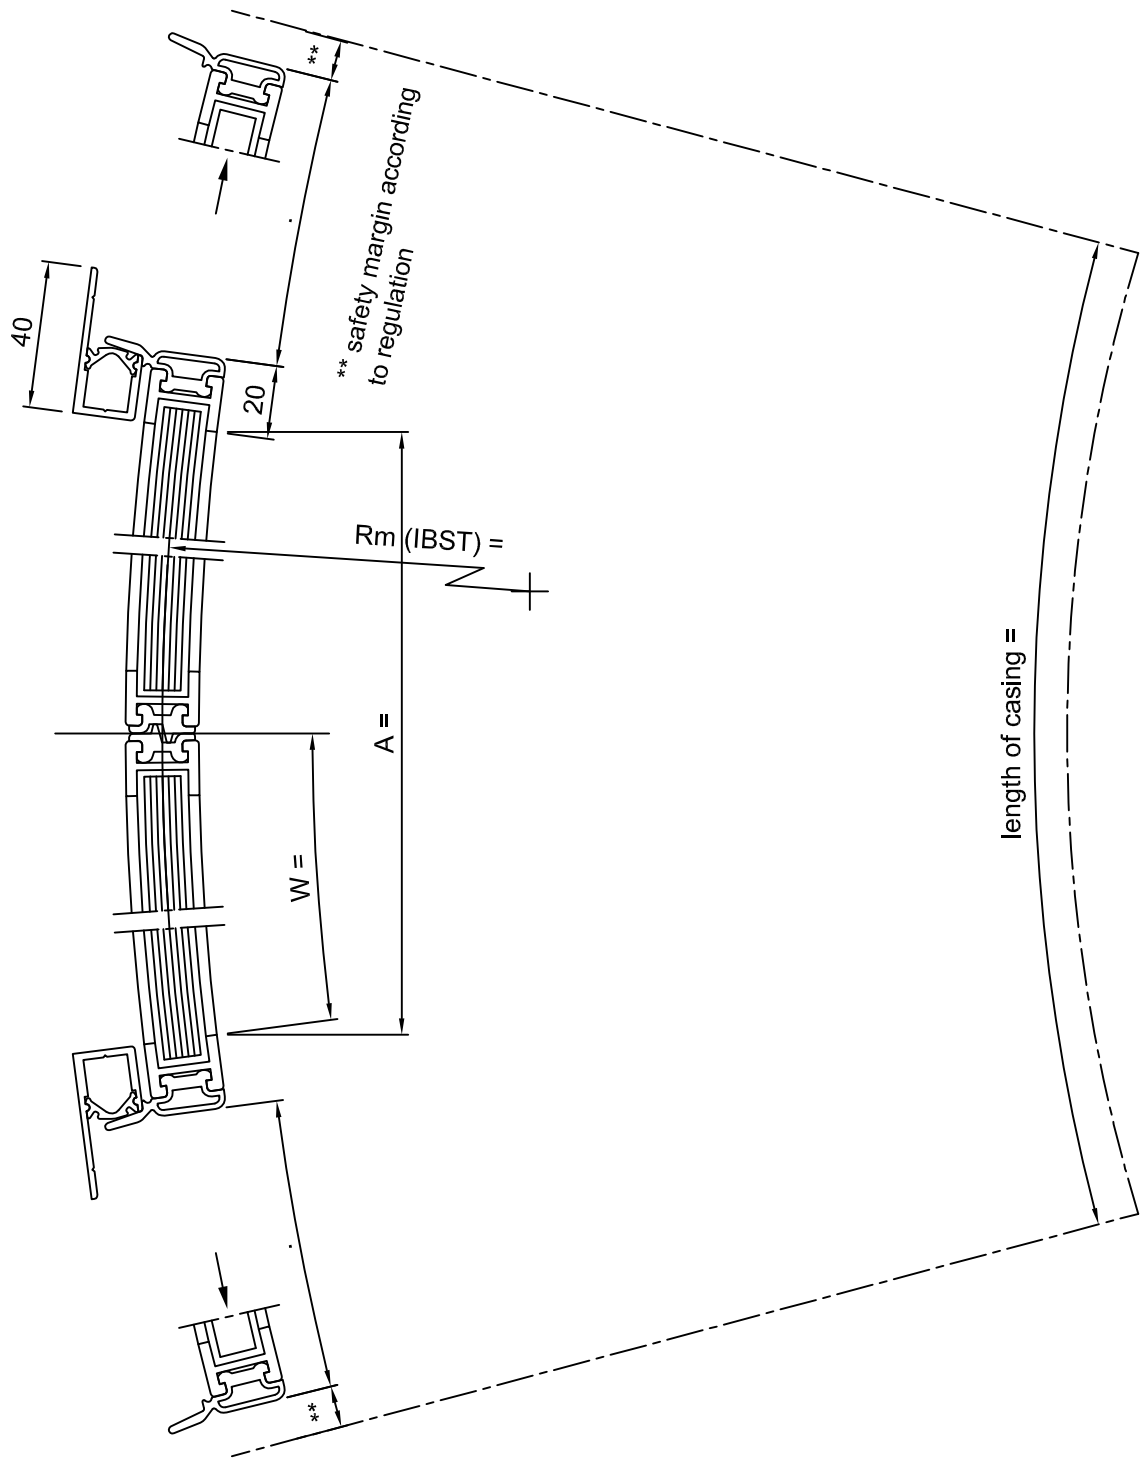 **
** safety margin according
to regulation
40
20
Rm (IBST) =
A =
W =
length of casing =
**